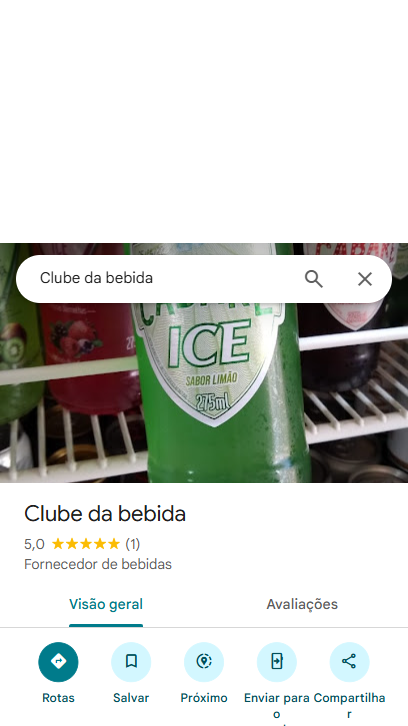 Clube da bebida
ICE
SABOR LIMÃO
275ml
Clube da bebida
5,0 (1)
Fornecedor de bebidas
Visão geral
Avaliações
Rotas
Salvar
Próximo
Enviar para o
Compartilhar